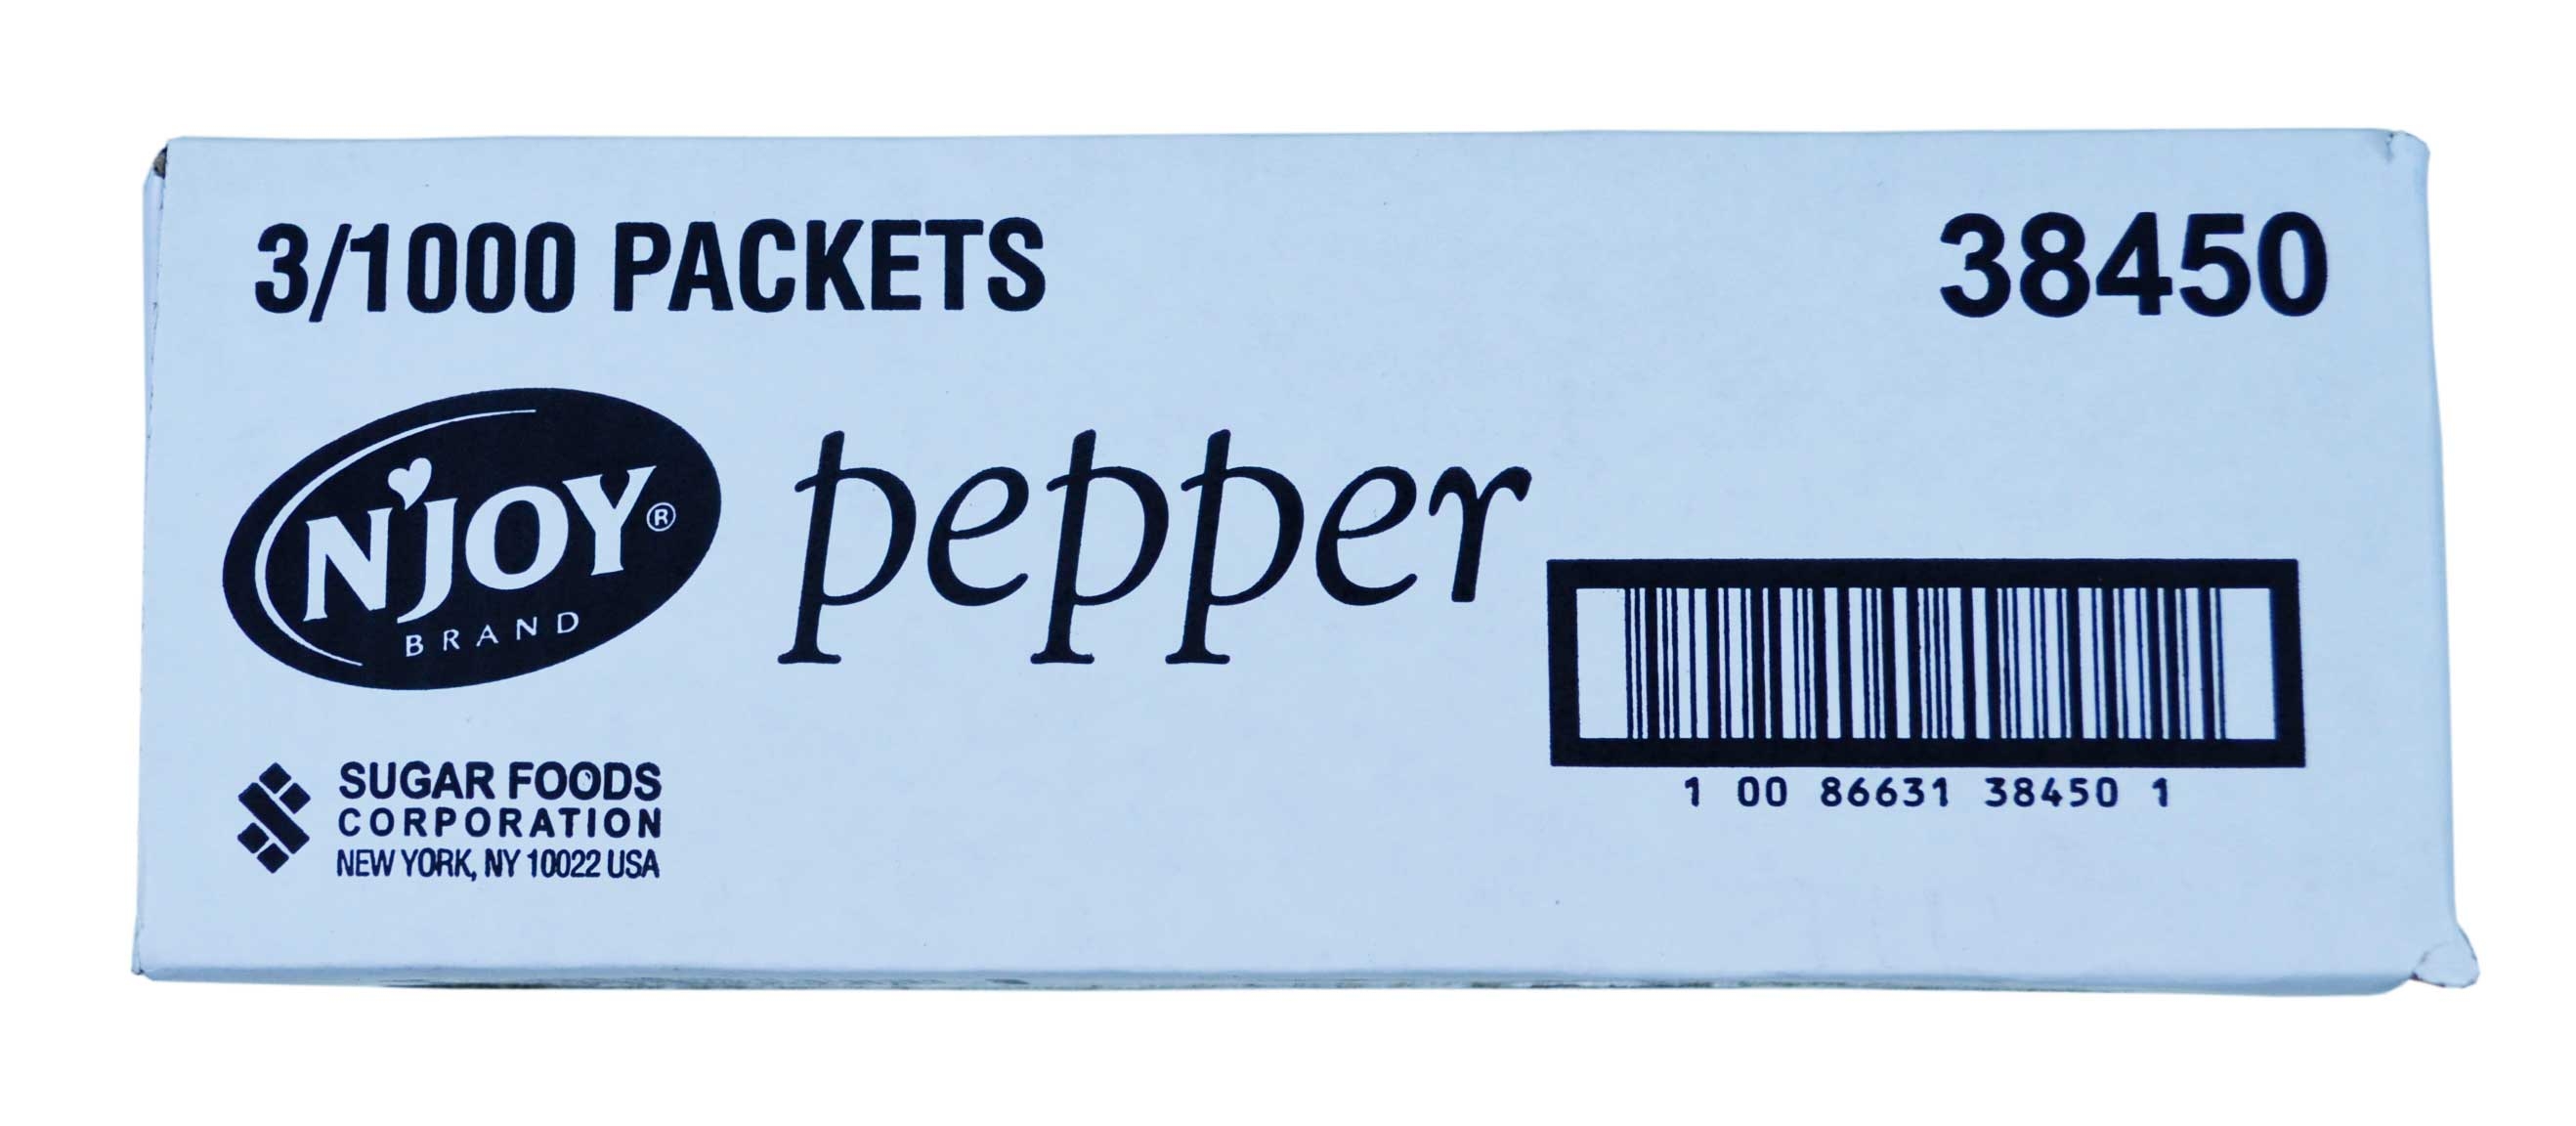 3/1000 PACKETS
38450
N'JOY®
BRAND
pepper
SUGAR FOODS
CORPORATION
NEW YORK, NY 10022 USA
1 00 86631 38450 1